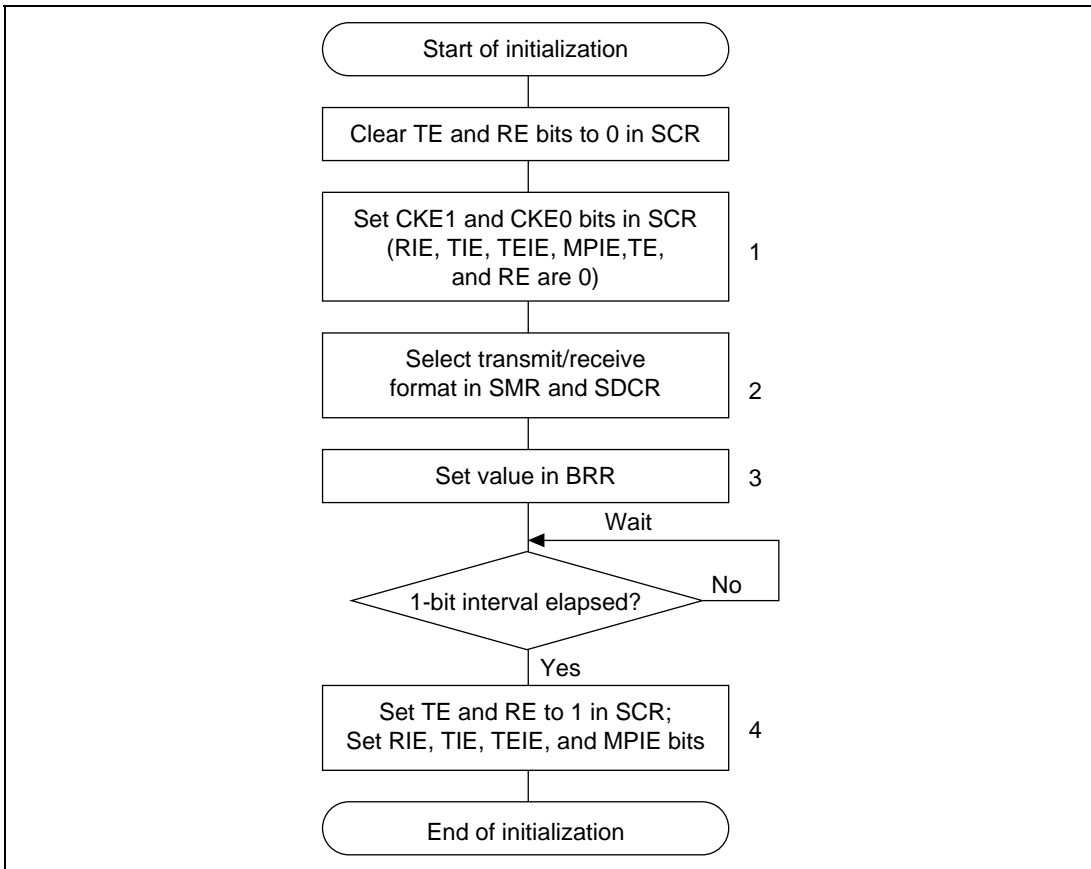 Start of initialization
Clear TE and RE bits to 0 in SCR
Set CKE1 and CKE0 bits in SCR
(RIE, TIE, TEIE, MPIE,TE,
and RE are 0)
1
Select transmit/receive
format in SMR and SDCR
2
Set value in BRR
3
Wait
1-bit interval elapsed?
No
Yes
Set TE and RE to 1 in SCR;
Set RIE, TIE, TEIE, and MPIE bits
4
End of initialization